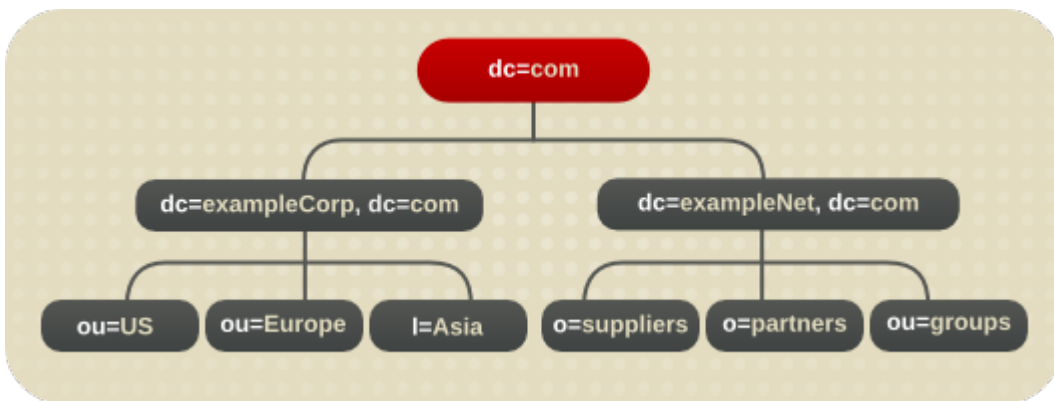 dc=com
dc=exampleCorp, dc=com
dc=exampleNet, dc=com
ou=US
ou=Europe
l=Asia
o=suppliers
o=partners
ou=groups